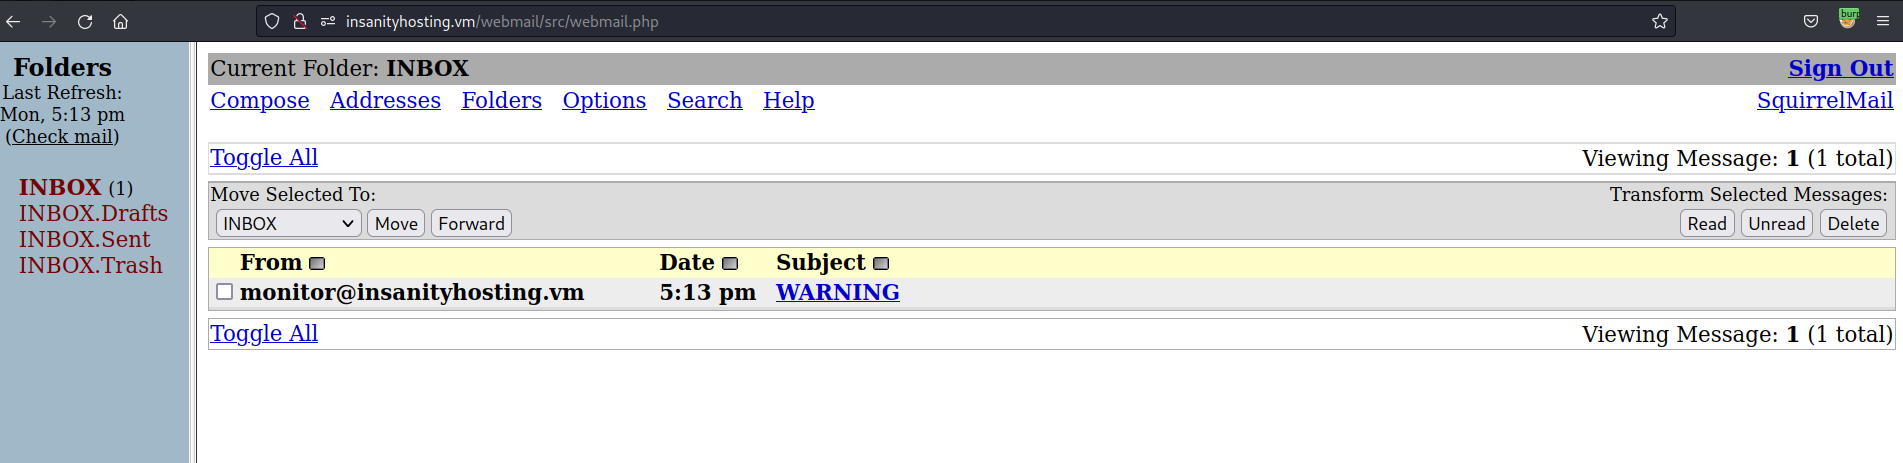 insanityhosting.vm/webmail/src/webmail.php
burp
Folders
Last Refresh:
Mon, 5:13 pm
(Check mail)
INBOX (1)
INBOX.Drafts
INBOX.Sent
INBOX.Trash
Current Folder: INBOX Sign Out
Compose Addresses Folders Options Search Help SquirrelMail
Toggle All Viewing Message: 1 (1 total)
Move Selected To: Transform Selected Messages:
INBOX Move Forward Read Unread Delete
From Date Subject
monitor@insanityhosting.vm 5:13 pm WARNING
Toggle All Viewing Message: 1 (1 total)